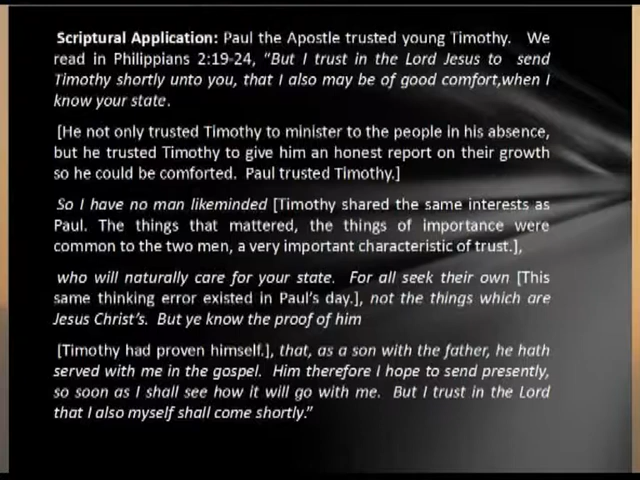 Scriptural Application: Paul the Apostle trusted young Timothy. We
read in Philippians 2:19-24, “But I trust in the Lord Jesus to send
Timothy shortly unto you, that I also may be of good comfort,when I
know your state.
[He not only trusted Timothy to minister to the people in his absence,
but he trusted Timothy to give him an honest report on their growth
so he could be comforted. Paul trusted Timothy.]
So I have no man likeminded [Timothy shared the same interests as
Paul. The things that mattered, the things of importance were
common to the two men, a very important characteristic of trust.],
who will naturally care for your state. For all seek their own [This
same thinking error existed in Paul's day.], not the things which are
Jesus Christ's. But ye know the proof of him
[Timothy had proven himself.], that, as a son with the father, he hath
served with me in the gospel. Him therefore I hope to send presently,
so soon as I shall see how it will go with me. But I trust in the Lord
that I also myself shall come shortly.”